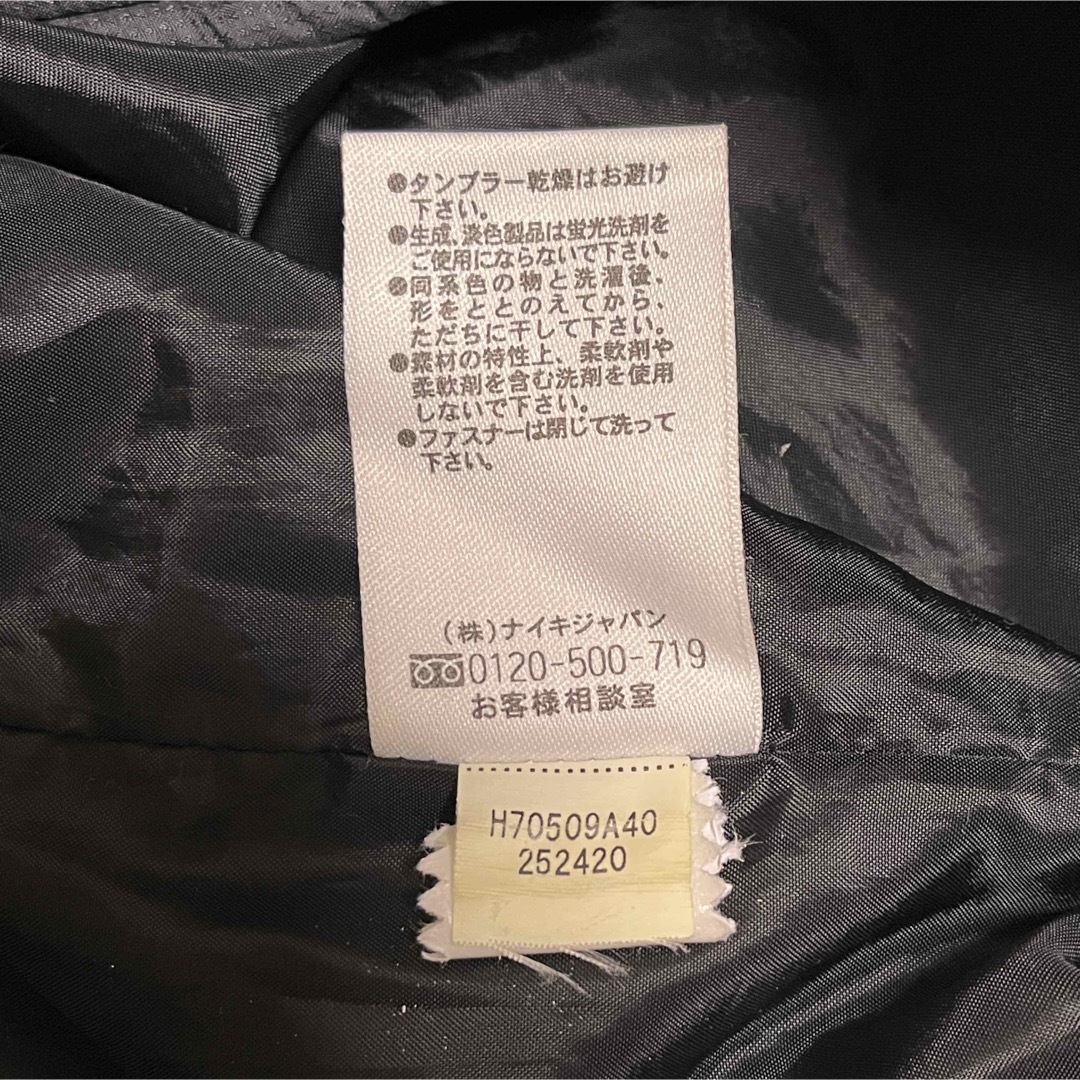 ●タンブラー乾燥はお避け
下さい。
●生成、淡色製品は蛍光洗剤を
ご使用にならないで下さい。
●同系色の物と洗濯後、
形をととのえてから、
ただちに干して下さい。
●素材の特性上、柔軟剤や
柔軟剤を含む洗剤を使用
しないで下さい。
●ファスナーは閉じて洗って
下さい。
(株)ナイキジャパン
0120-500-719
お客様相談室
H70509A40
252420